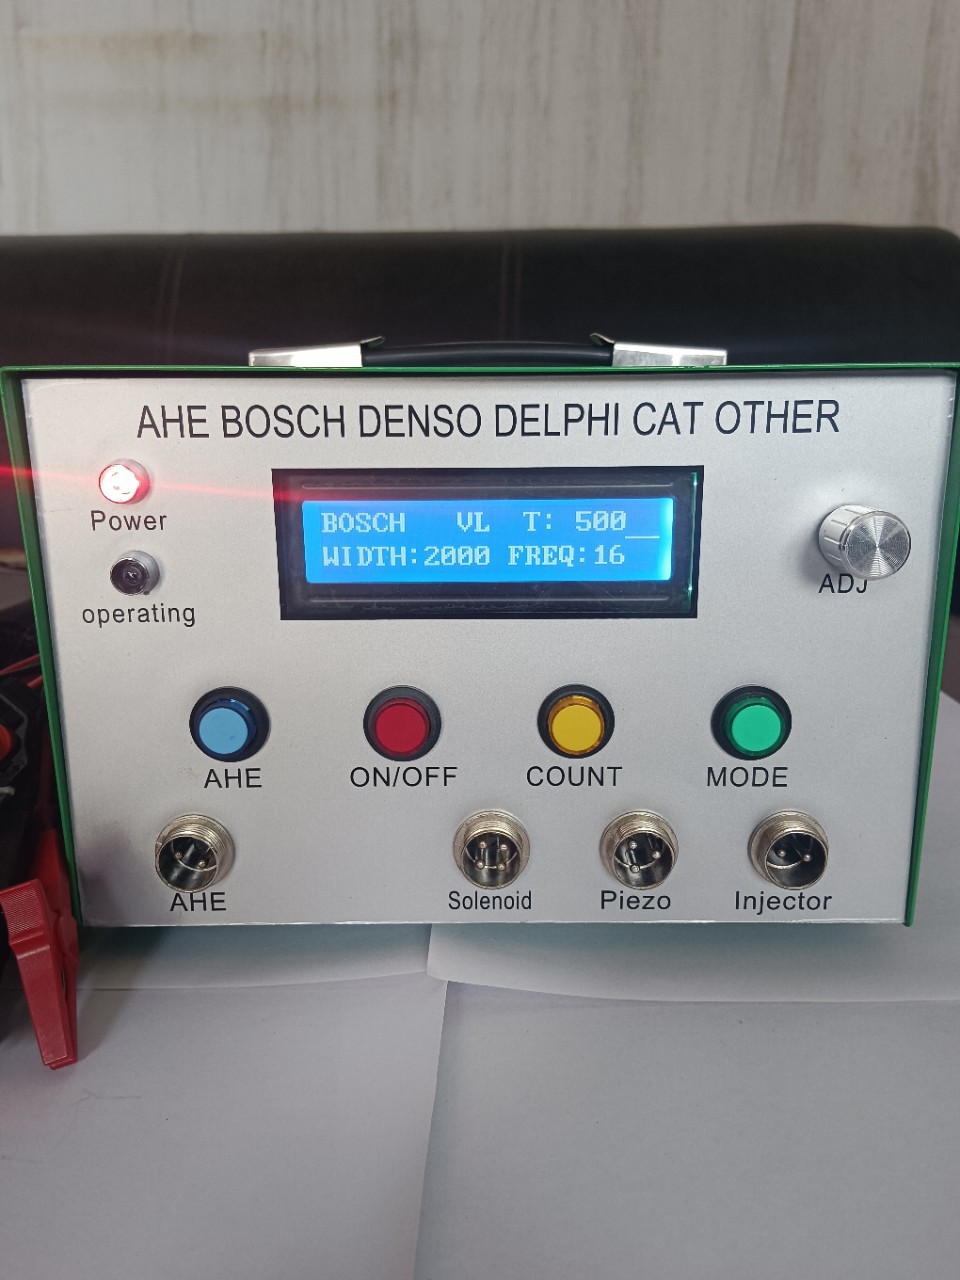 AHE BOSCH DENSO DELPHI CAT OTHER
Power
BOSCH VL T: 500
WIDTH:2000 FREQ:16
operating
ADJ
AHE ON/OFF COUNT MODE
AHE Solenoid Piezo Injector